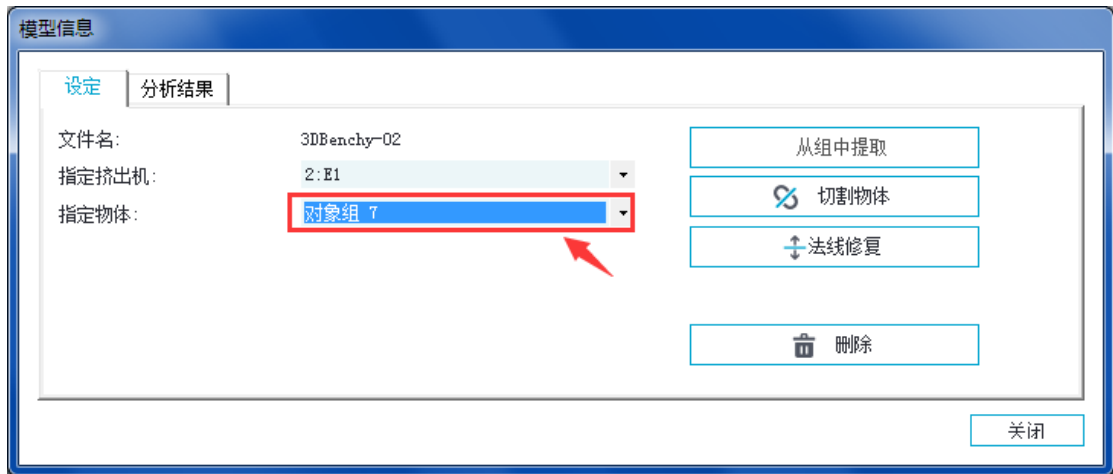 模型信息
设定 分析结果
文件名: 3DBenchy-02
从组中提取
指定挤出机: 2:E1
切割物体
指定物体: 对象组 7
法线修复
删除
关闭